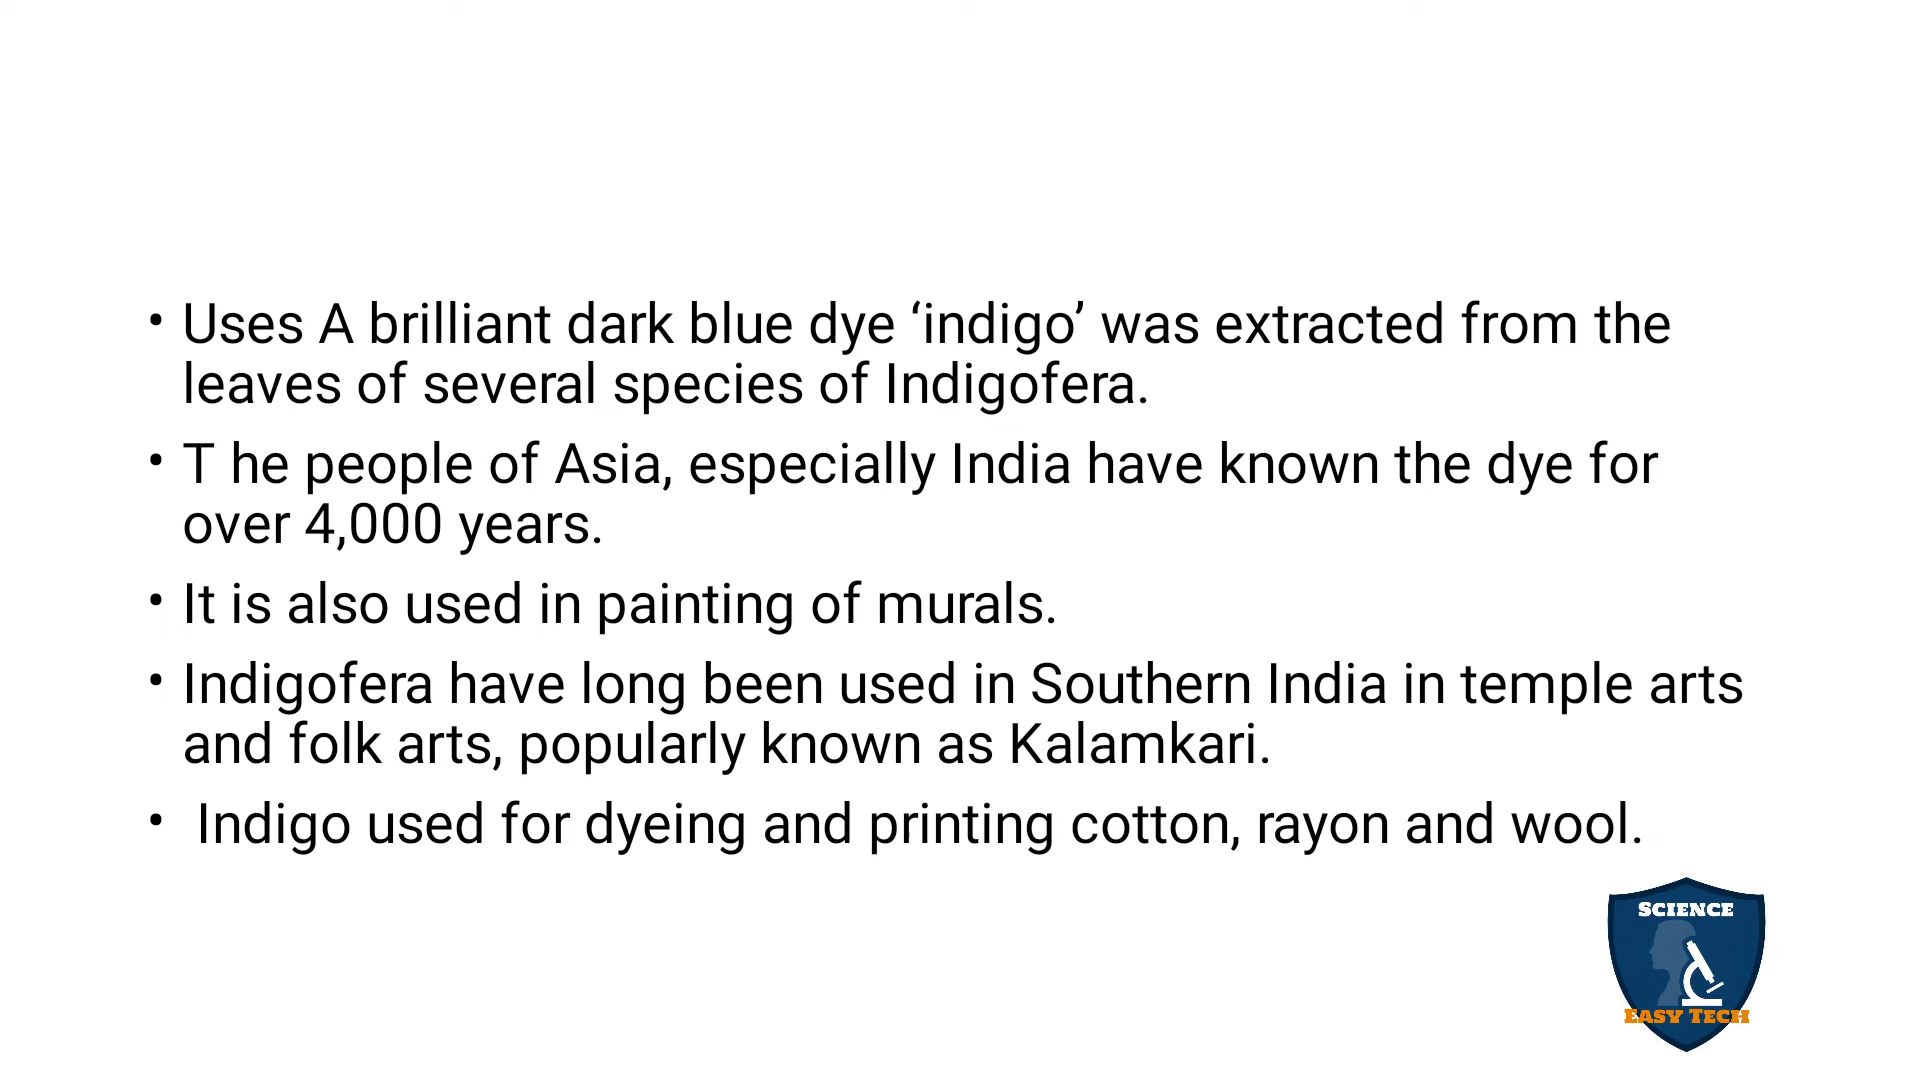 • Uses A brilliant dark blue dye ‘indigo’ was extracted from the
leaves of several species of Indigofera.
• T he people of Asia, especially India have known the dye for
over 4,000 years.
• It is also used in painting of murals.
• Indigofera have long been used in Southern India in temple arts
and folk arts, popularly known as Kalamkari.
• Indigo used for dyeing and printing cotton, rayon and wool.
SCIENCE
EASY TECH